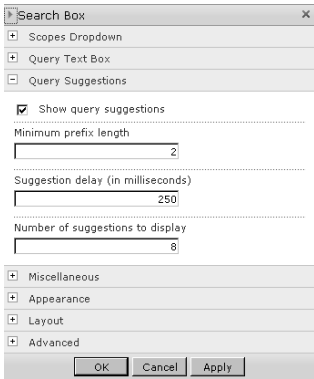 Search Box
Scopes Dropdown
Query Text Box
Query Suggestions
Show query suggestions
Minimum prefix length
2
Suggestion delay (in milliseconds)
250
Number of suggestions to display
8
Miscellaneous
Appearance
Layout
Advanced
OK Cancel Apply